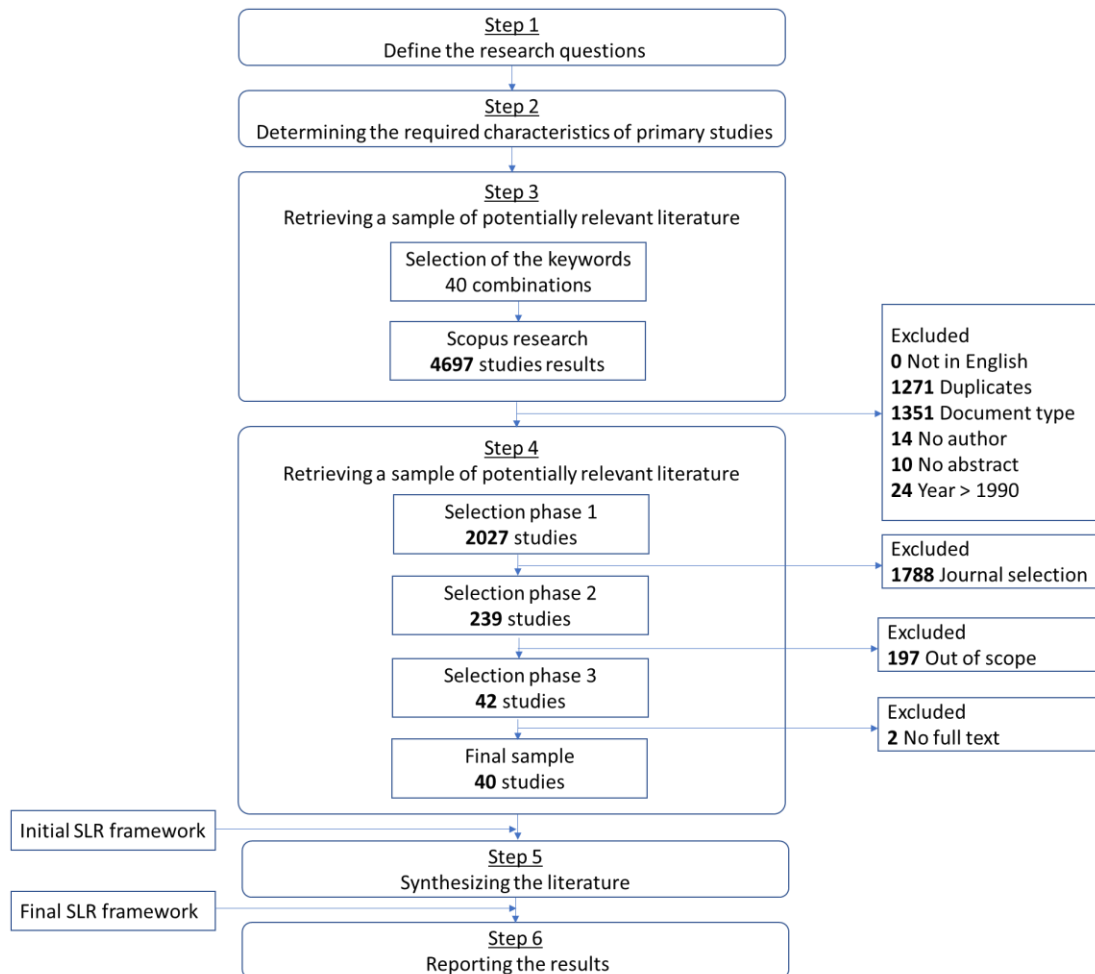 Step 1
Define the research questions
Step 2
Determining the required characteristics of primary studies
Step 3
Retrieving a sample of potentially relevant literature
Selection of the keywords
40 combinations
Scopus research
4697 studies results
Excluded
0 Not in English
1271 Duplicates
1351 Document type
14 No author
10 No abstract
24 Year > 1990
Step 4
Retrieving a sample of potentially relevant literature
Selection phase 1
2027 studies
Excluded
1788 Journal selection
Selection phase 2
239 studies
Excluded
197 Out of scope
Selection phase 3
42 studies
Excluded
2 No full text
Final sample
40 studies
Initial SLR framework
Step 5
Synthesizing the literature
Final SLR framework
Step 6
Reporting the results